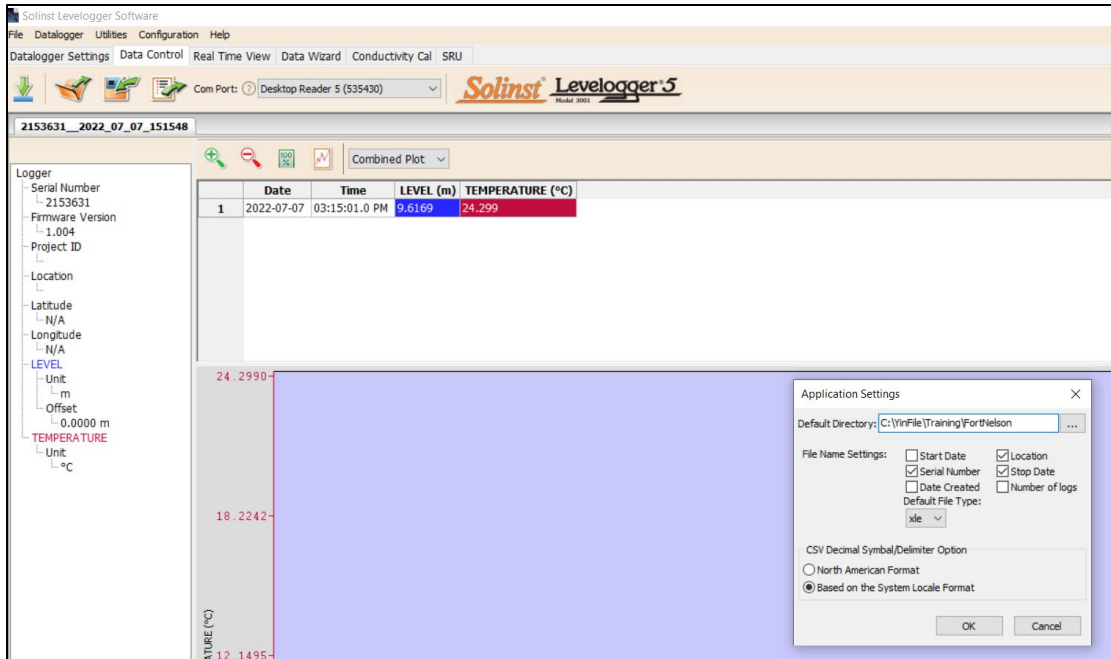 Solinst Levelogger Software
File Datalogger Utilities Configuration Help
Datalogger Settings Data Control Real Time View Data Wizard Conductivity Cal SRU
Com Port: ? Desktop Reader 5 (535430)
Solinst Levelogger 5
Model 3001
2153631__2022_07_07_151548
100 %
Combined Plot
Logger
Serial Number
2153631
Firmware Version
1.004
Project ID
Location
Latitude
N/A
Longitude
N/A
LEVEL
Unit
m
Offset
0.0000 m
TEMPERATURE
Unit
°C
Date Time LEVEL (m) TEMPERATURE (°C)
1 2022-07-07 03:15:01.0 PM 9.6169 24.299
24.2990
18.2242
12.1495
Application Settings
Default Directory: C:\YinFile\Training\FortNelson ...
File Name Settings: Start Date Location
Serial Number Stop Date
Date Created Number of logs
Default File Type:
xle
CSV Decimal Symbol/Delimiter Option
North American Format
Based on the System Locale Format
OK Cancel